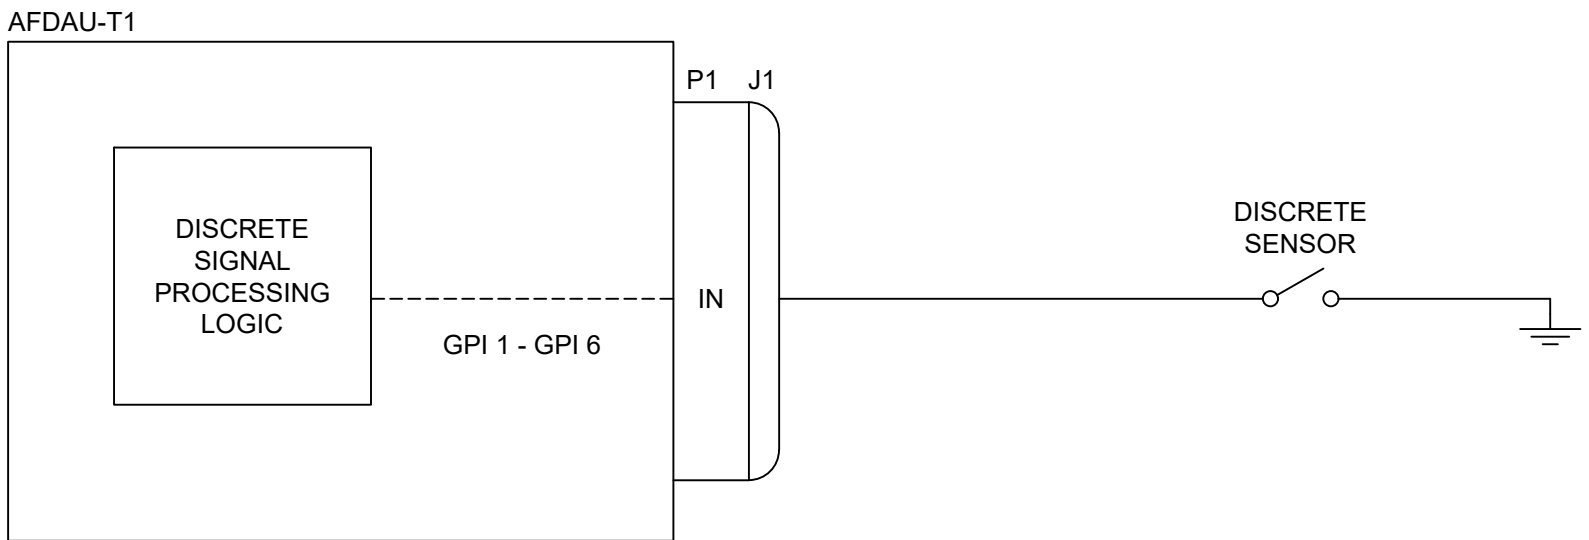 AFDAU-T1
P1
J1
DISCRETE
SIGNAL
PROCESSING
LOGIC
GPI 1 - GPI 6
IN
DISCRETE
SENSOR